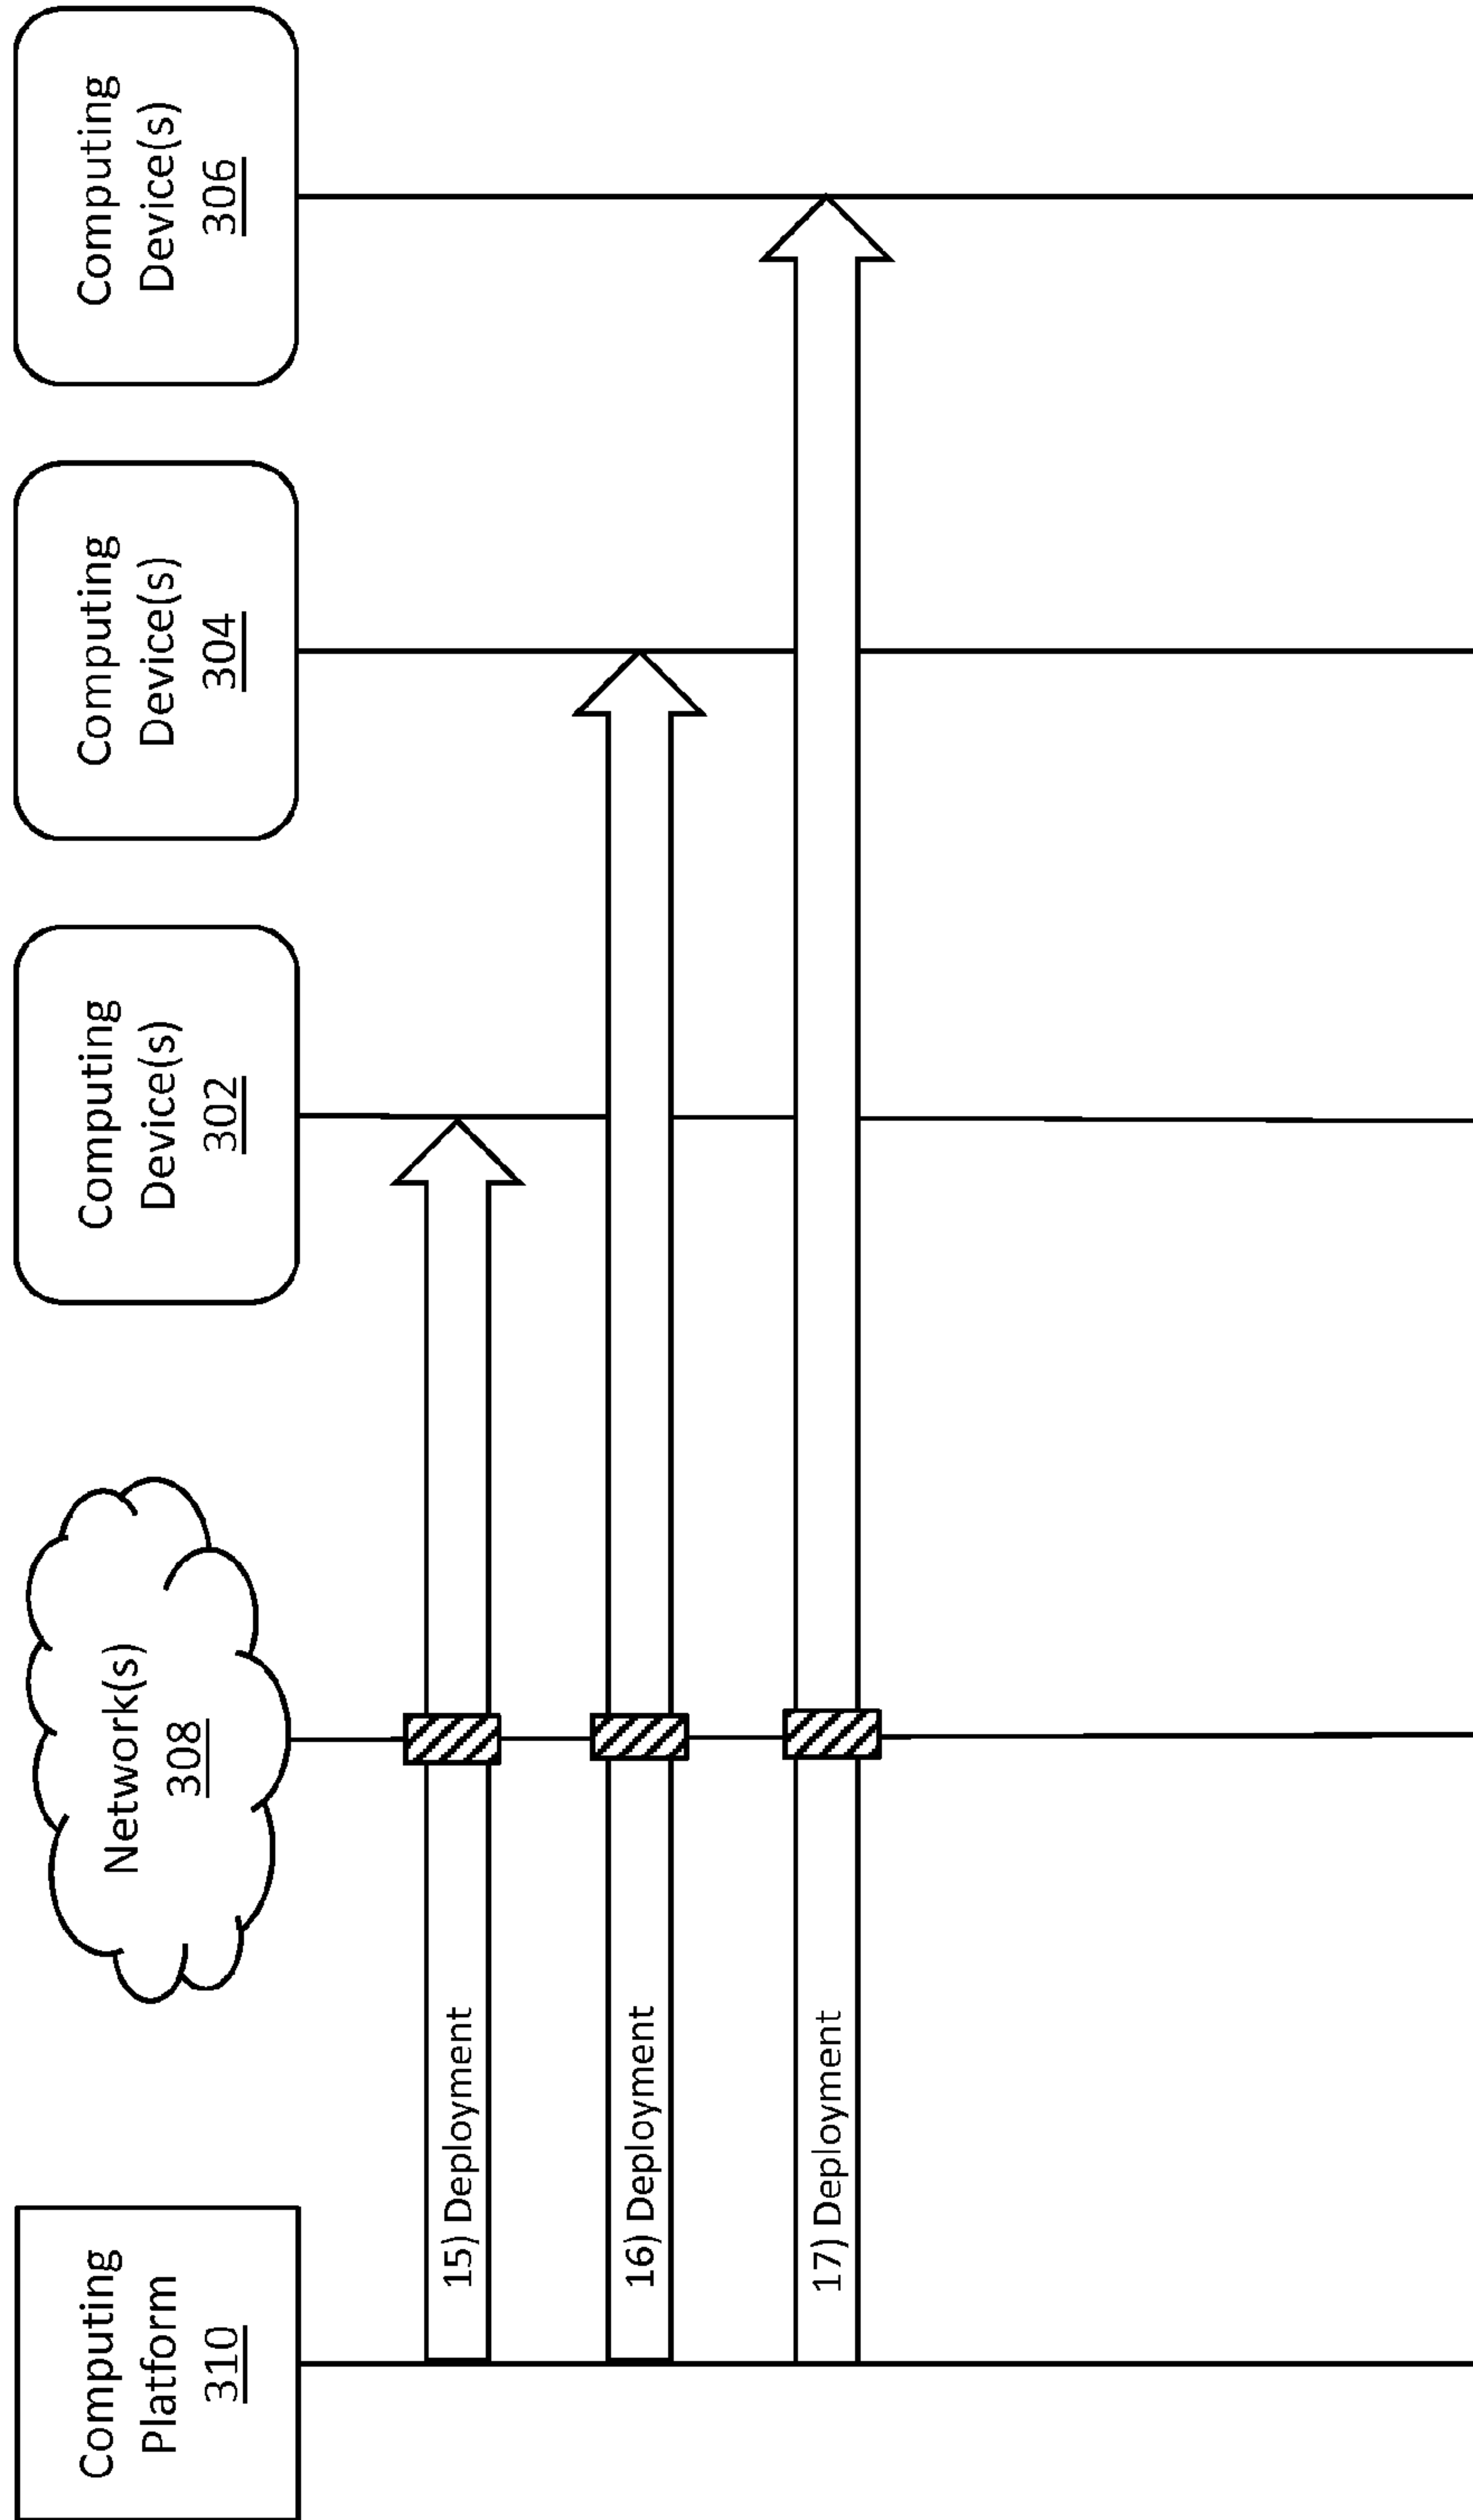 Computing
Platform
310
Network(s)
308
Computing
Device(s)
302
Computing
Device(s)
304
Computing
Device(s)
306
15) Deployment
16) Deployment
17) Deployment